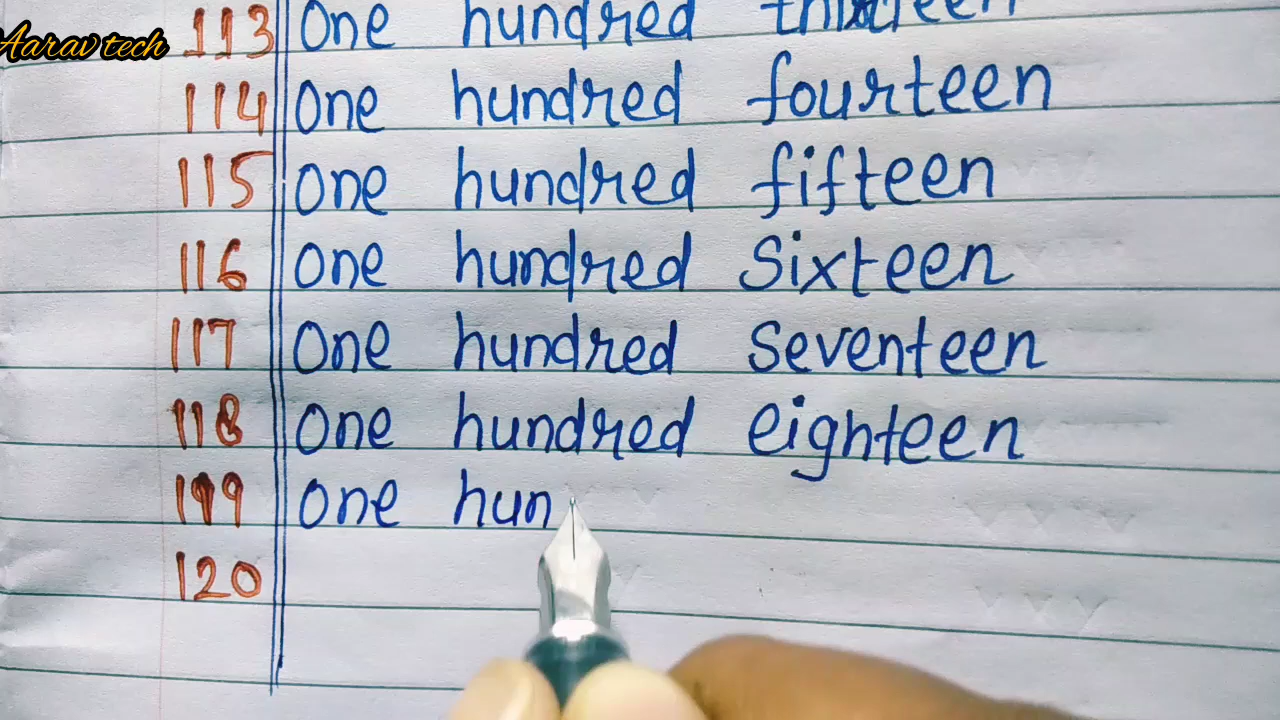 Aarav tech
113 One hundred thirteen
114 One hundred fourteen
115 One hundred fifteen
116 One hundred Sixteen
117 One hundred Seventeen
118 One hundred eighteen
119 One hun
120